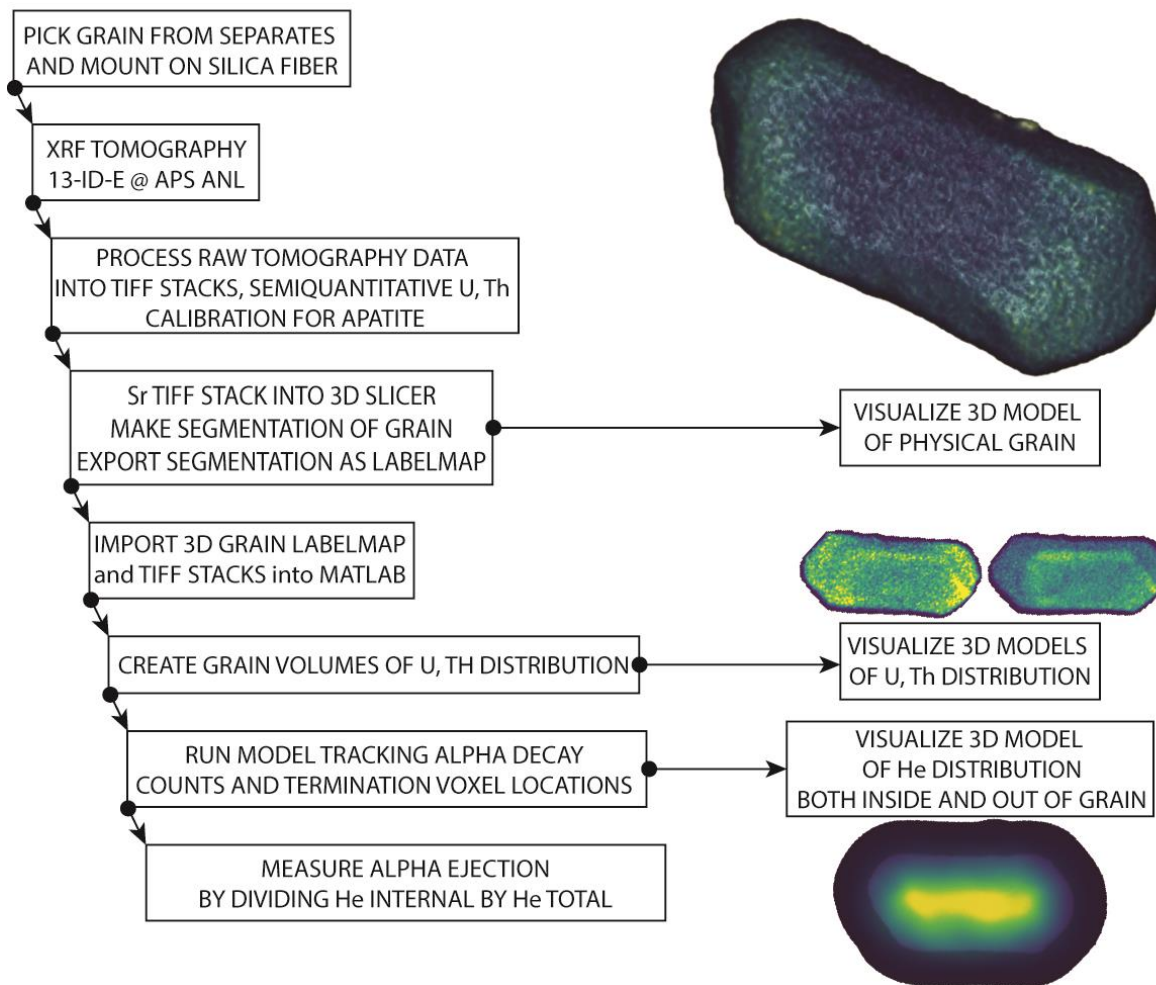 PICK GRAIN FROM SEPARATES
AND MOUNT ON SILICA FIBER
XRF TOMOGRAPHY
13-ID-E @ APS ANL
PROCESS RAW TOMOGRAPHY DATA
INTO TIFF STACKS, SEMIQUANTITATIVE U, Th
CALIBRATION FOR APATITE
Sr TIFF STACK INTO 3D SLICER
MAKE SEGMENTATION OF GRAIN
EXPORT SEGMENTATION AS LABELMAP
VISUALIZE 3D MODEL
OF PHYSICAL GRAIN
IMPORT 3D GRAIN LABELMAP
and TIFF STACKS into MATLAB
CREATE GRAIN VOLUMES OF U, TH DISTRIBUTION
VISUALIZE 3D MODELS
OF U, Th DISTRIBUTION
RUN MODEL TRACKING ALPHA DECAY
COUNTS AND TERMINATION VOXEL LOCATIONS
VISUALIZE 3D MODEL
OF He DISTRIBUTION
BOTH INSIDE AND OUT OF GRAIN
MEASURE ALPHA EJECTION
BY DIVIDING He INTERNAL BY He TOTAL